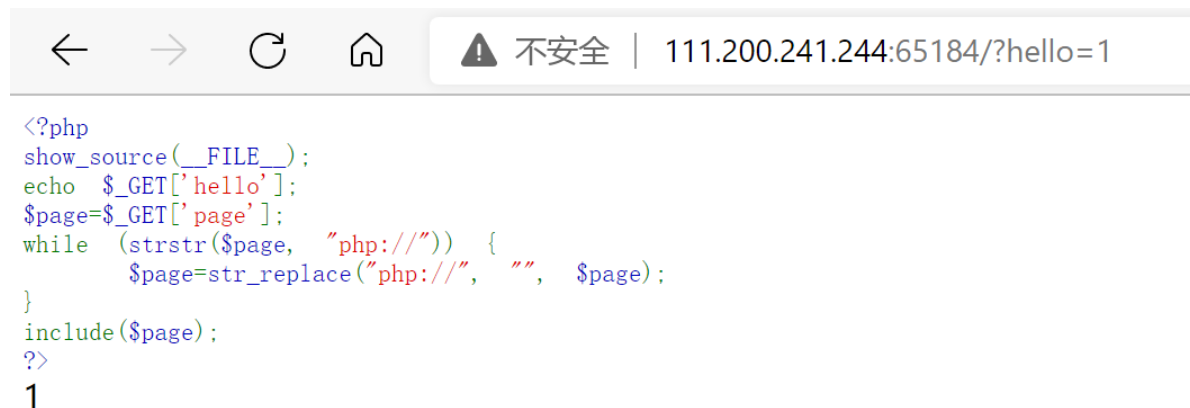 不安全 | 111.200.241.244:65184/?hello=1
<?php
show_source(__FILE__);
echo $_GET['hello'];
$page=$_GET['page'];
while (strstr($page, "php://")) {
$page=str_replace("php://", "", $page);
}
include($page);
?>
1